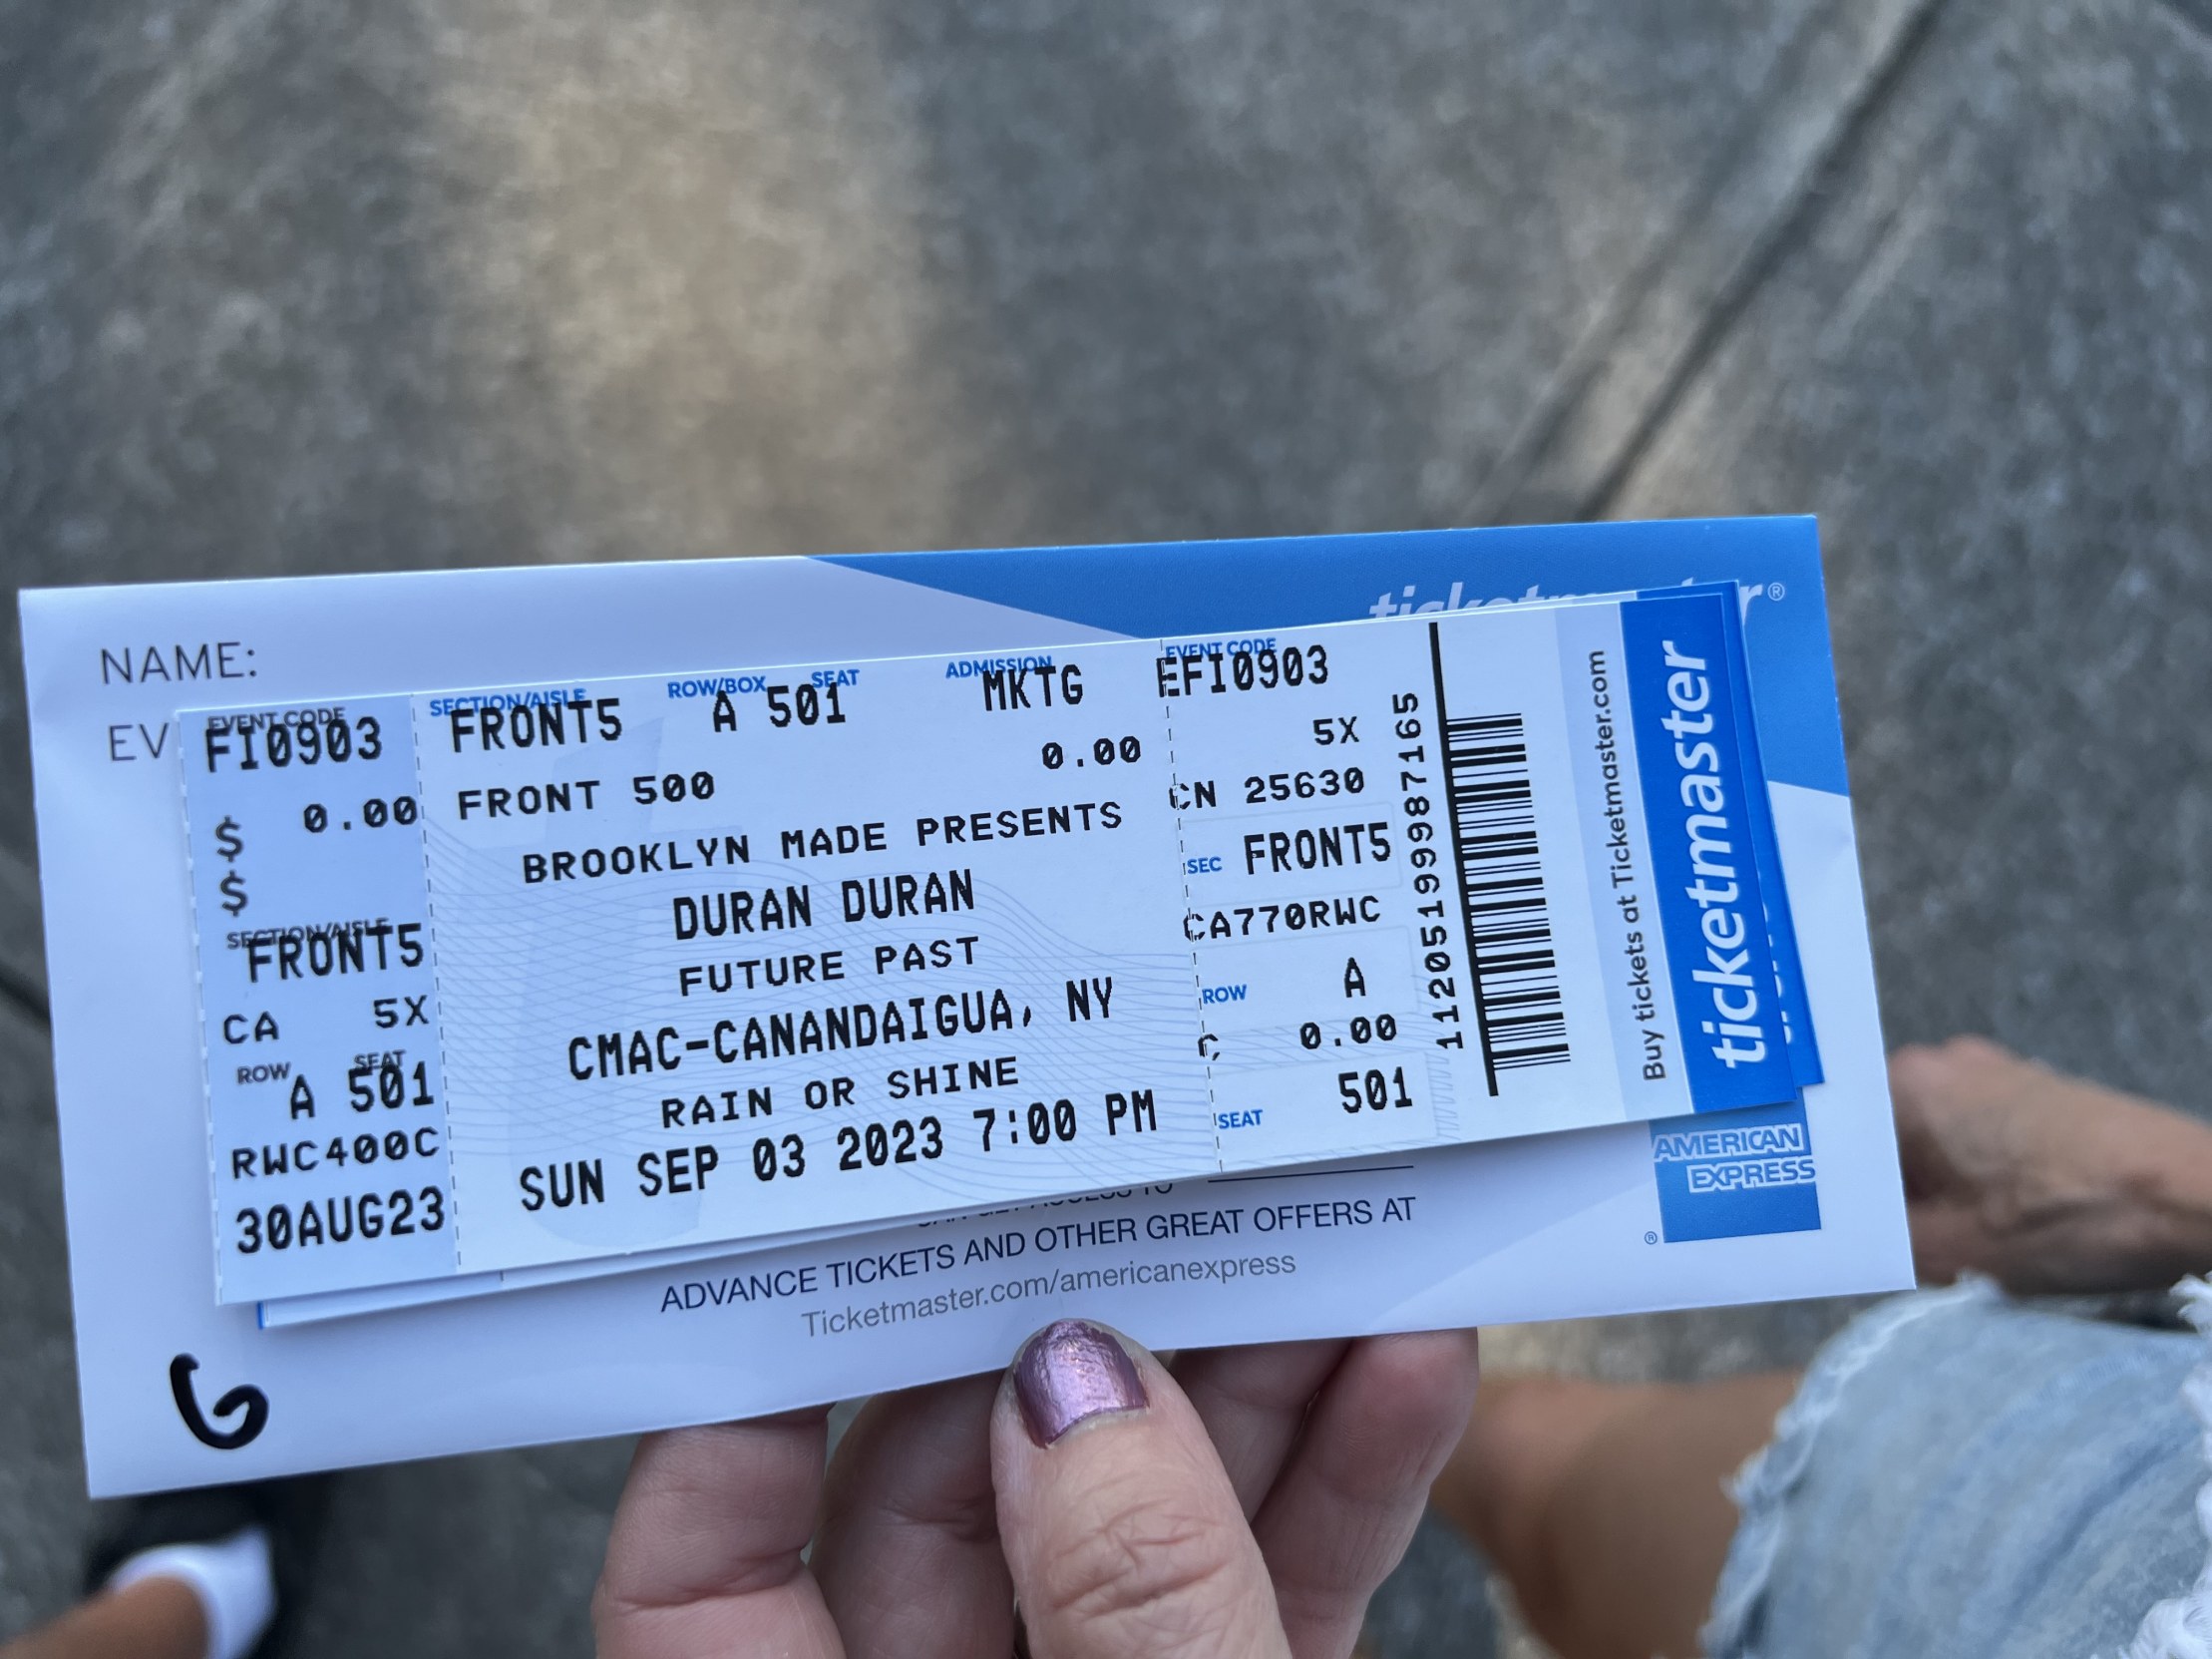 NAME:
EV
ticketm r®
EVENT CODE
FI0903
$ 0.00
$
SECTION/AISLE
FRONT5
CA 5X
ROW SEAT
A 501
RWC400C
30AUG23
SECTION/AISLE ROW/BOX SEAT ADMISSION
FRONT5 A 501 MKTG
FRONT 500 0.00
BROOKLYN MADE PRESENTS
DURAN DURAN
FUTURE PAST
CMAC-CANANDAIGUA, NY
RAIN OR SHINE
SUN SEP 03 2023 7:00 PM
EVENT CODE
EFI0903
5X
CN 25630
SEC FRONT5
CA770RWC
ROW A
C 0.00
SEAT 501
1120519998716​5
Buy tickets at Ticketmaster.com
ticketmaster
AMERICAN
EXPRESS
®
ADVANCE TICKETS AND OTHER GREAT OFFERS AT
Ticketmaster.com/americanexpress
G